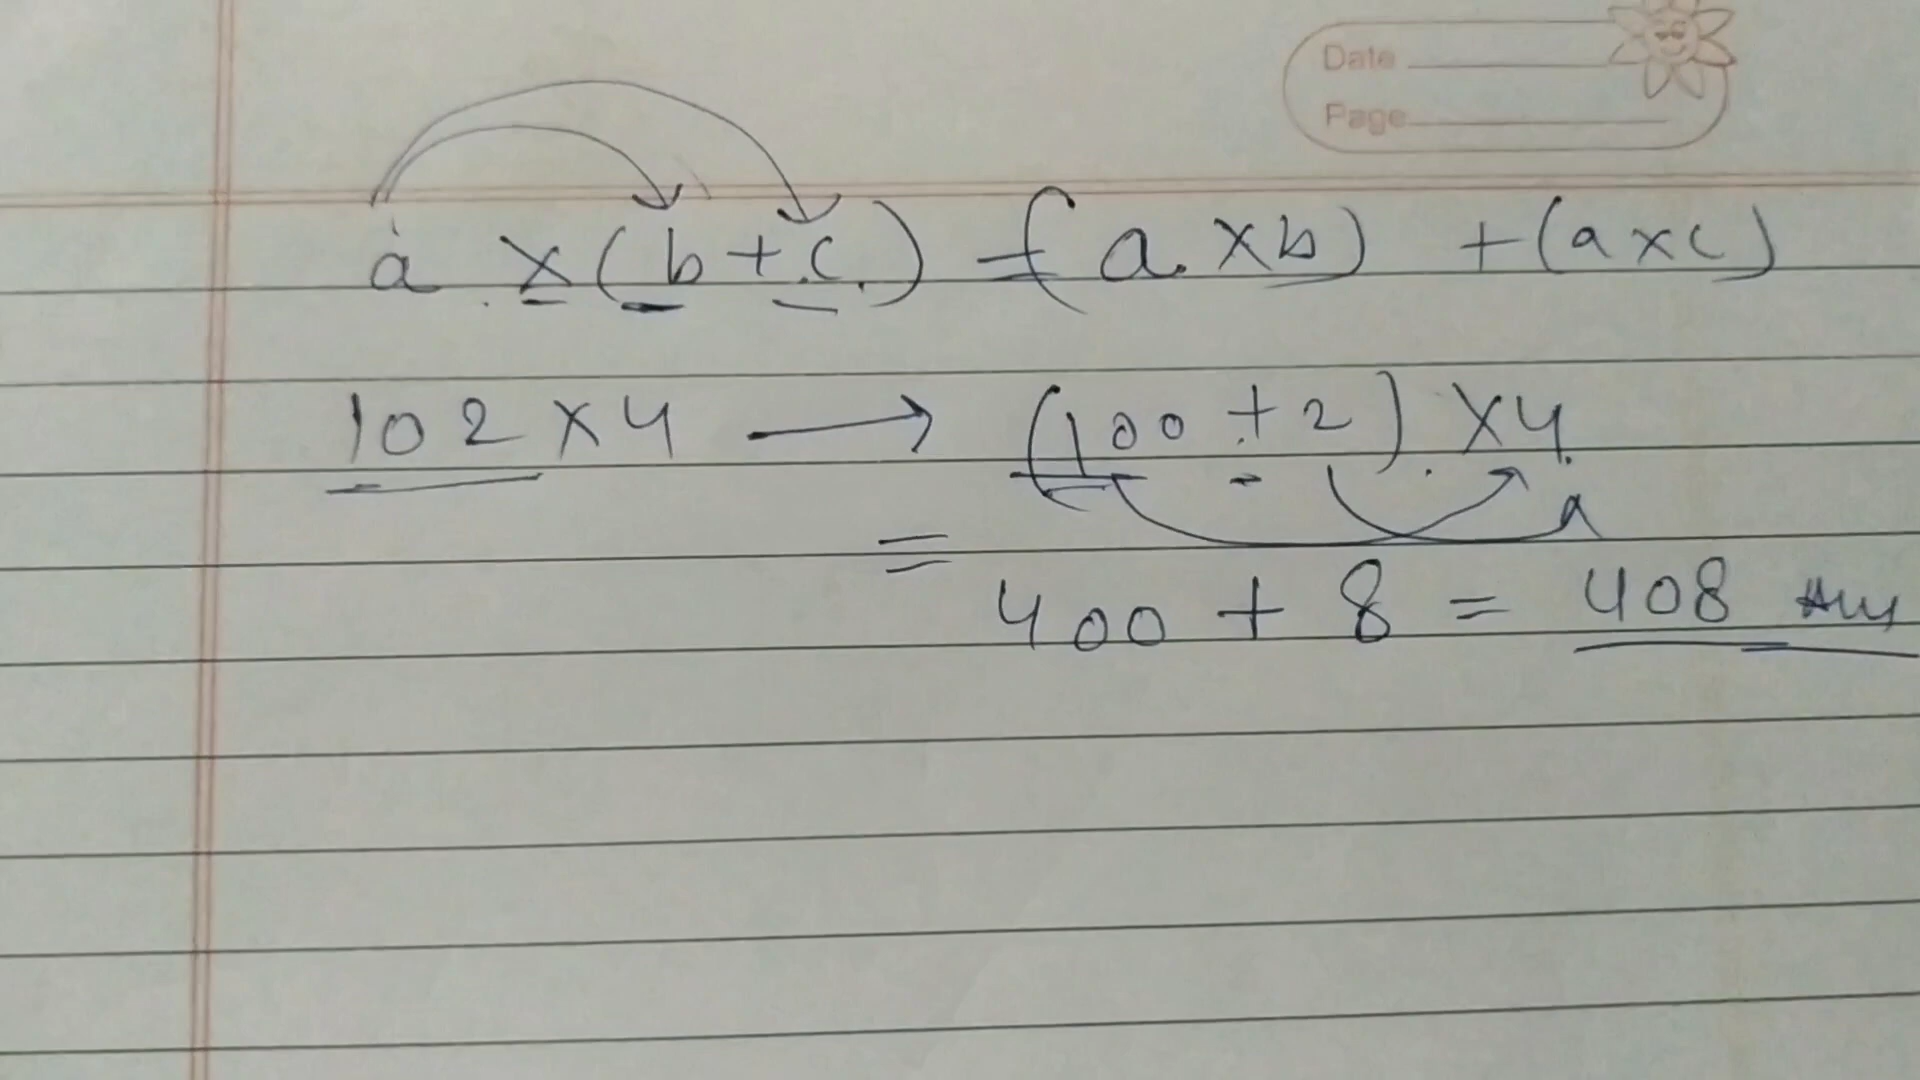 Date
Page
a × (b + c) = (a × b) + (a × c)
102 × 4 → (100 + 2) × 4
=
400 + 8 = 408 Ans